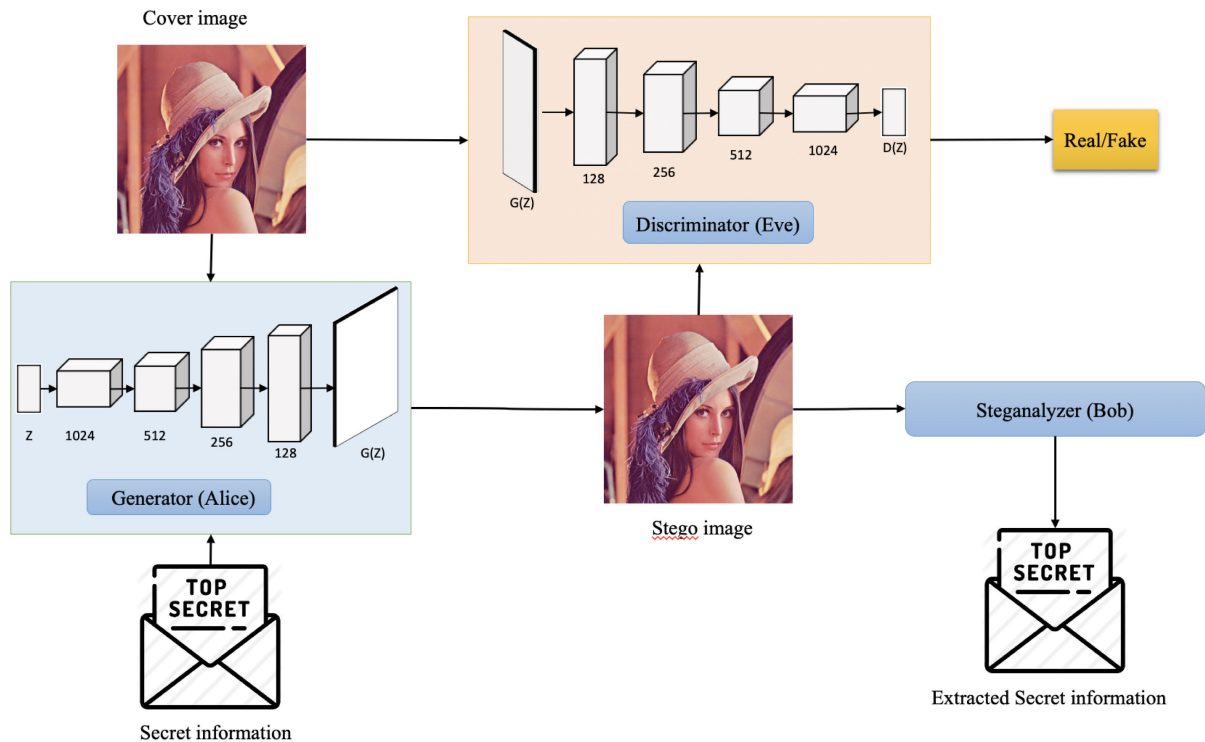 Cover image
G(Z)
128
256
512
1024
D(Z)
Discriminator (Eve)
Real/Fake
Z
1024
512
256
128
G(Z)
Generator (Alice)
Stego image
Steganalyzer (Bob)
TOP
SECRET
Secret information
TOP
SECRET
Extracted Secret information